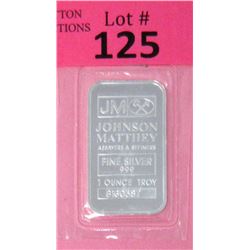 TON
TIONS
Lot #
125
JM
JOHNSON
MATTHEY
ASSAYERS & REFINERS
FINE SILVER
999
1 OUNCE TROY